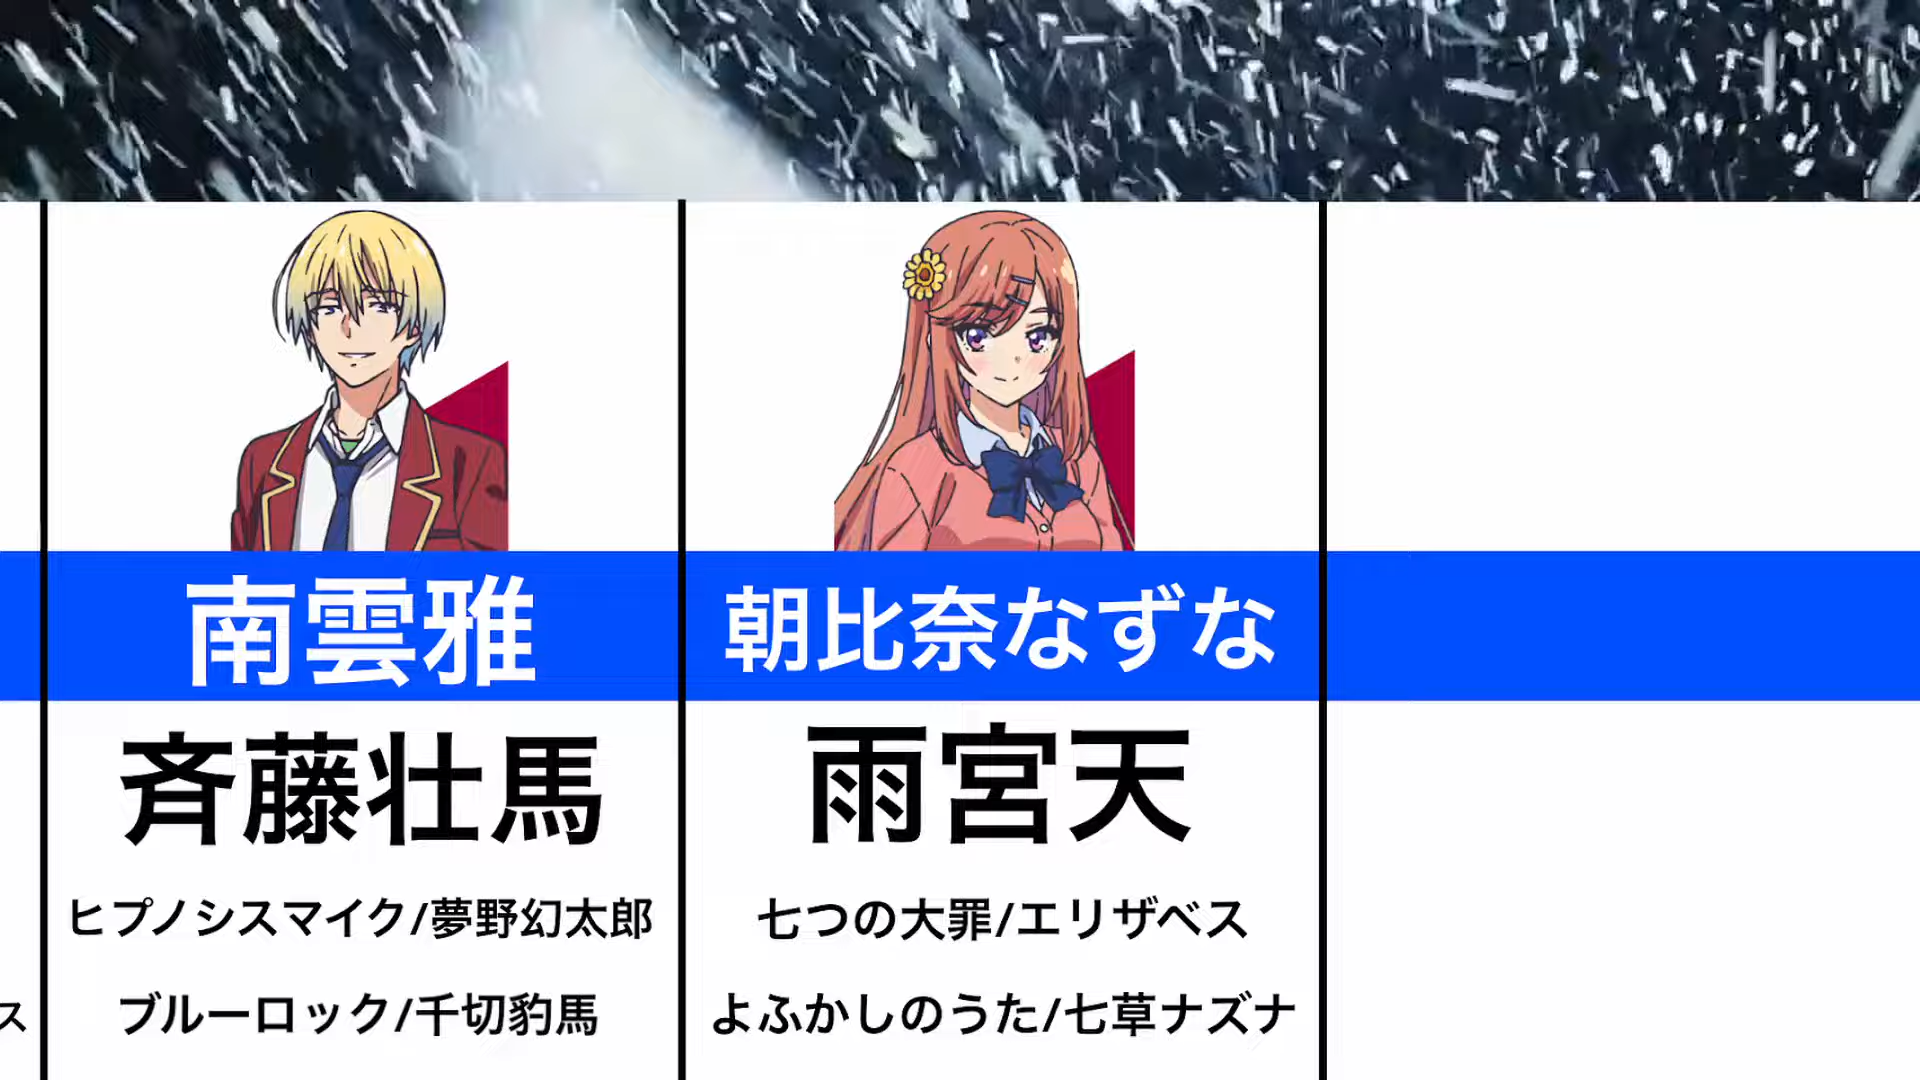 南雲雅
斉藤壮馬
ヒプノシスマイク/夢野幻太郎
ブルーロック/千切豹馬
朝比奈なずな
雨宮天
七つの大罪/エリザベス
よふかしのうた/七草ナズナ
ス